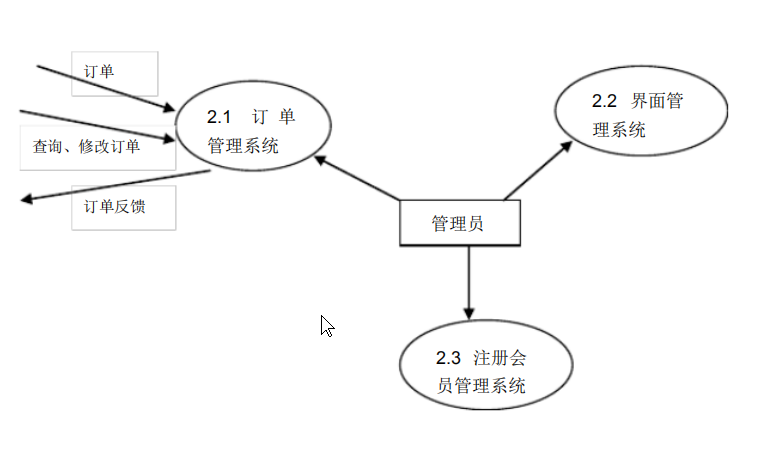 订单
2.1 订 单
管理系统
查询、修改订单
订单反馈
2.2 界面管
理系统
管理员
2.3 注册会
员管理系统